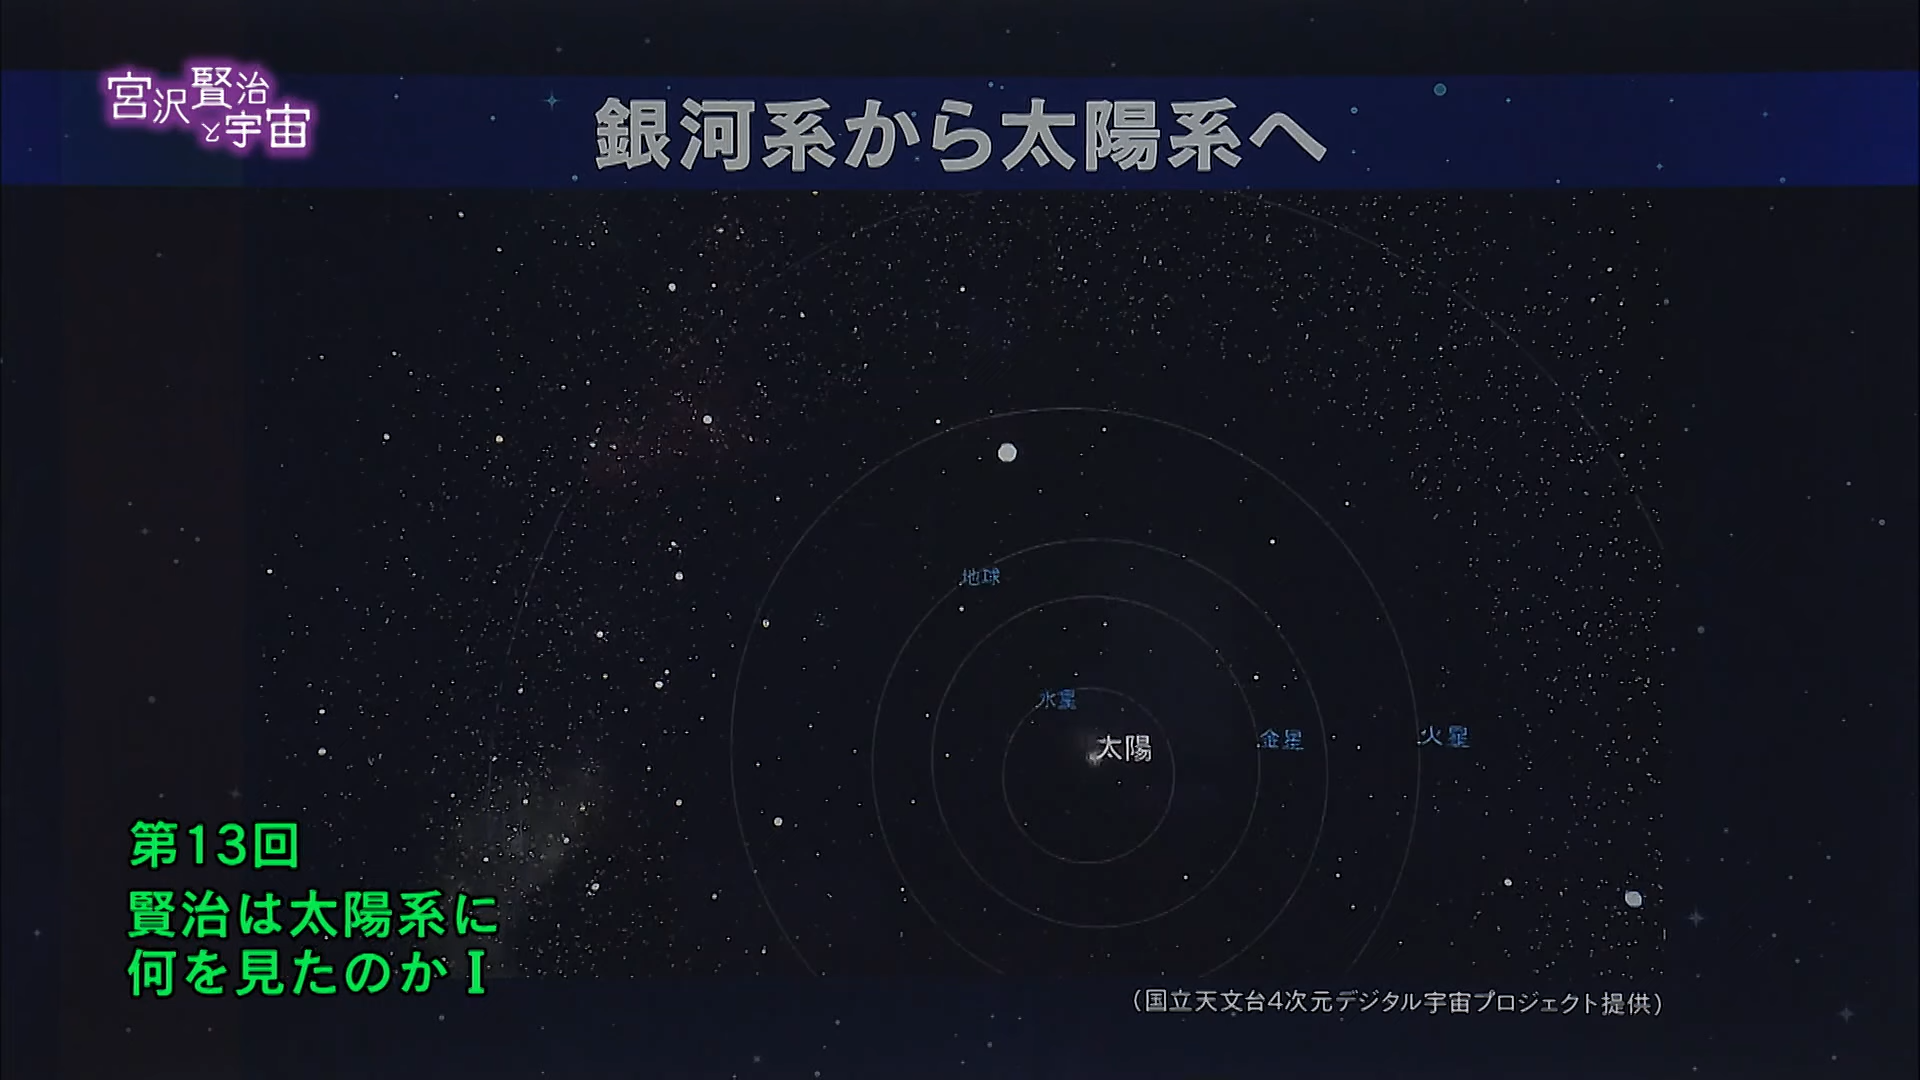 宮沢賢治
と宇宙
銀河系から太陽系へ
地球
水星
太陽
金星
火星
第13回
賢治は太陽系に
何を見たのかⅠ
（国立天文台4次元デジタル宇宙プロジェクト提供）